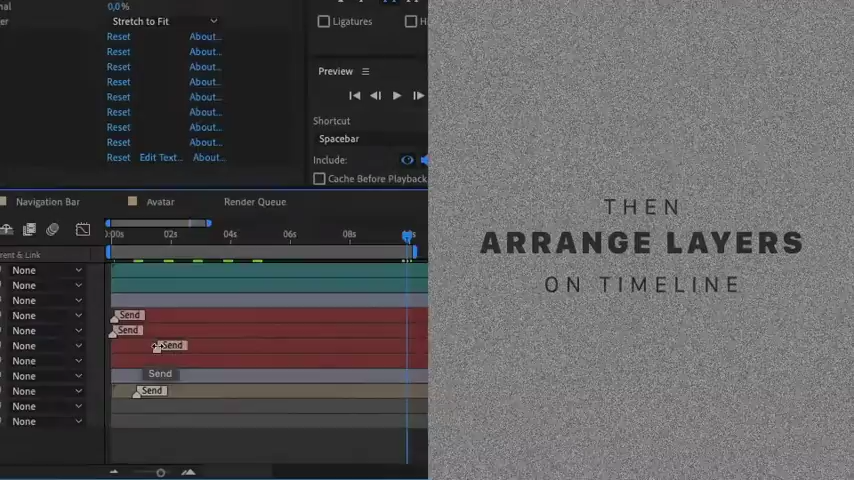 0,0%
Stretch to Fit
Reset About...
Reset About...
Reset About...
Reset About...
Reset About...
Reset About...
Reset About...
Reset About...
Reset Edit Text... About...
Ligatures
Preview
Shortcut
Spacebar
Include:
Cache Before Playback
Navigation Bar
Avatar
Render Queue
02s
04s
06s
08s
None
None
None
None Send
None Send
None Send
None
None
Send
None Send
None
None
THEN
ARRANGE LAYERS
ON TIMELINE